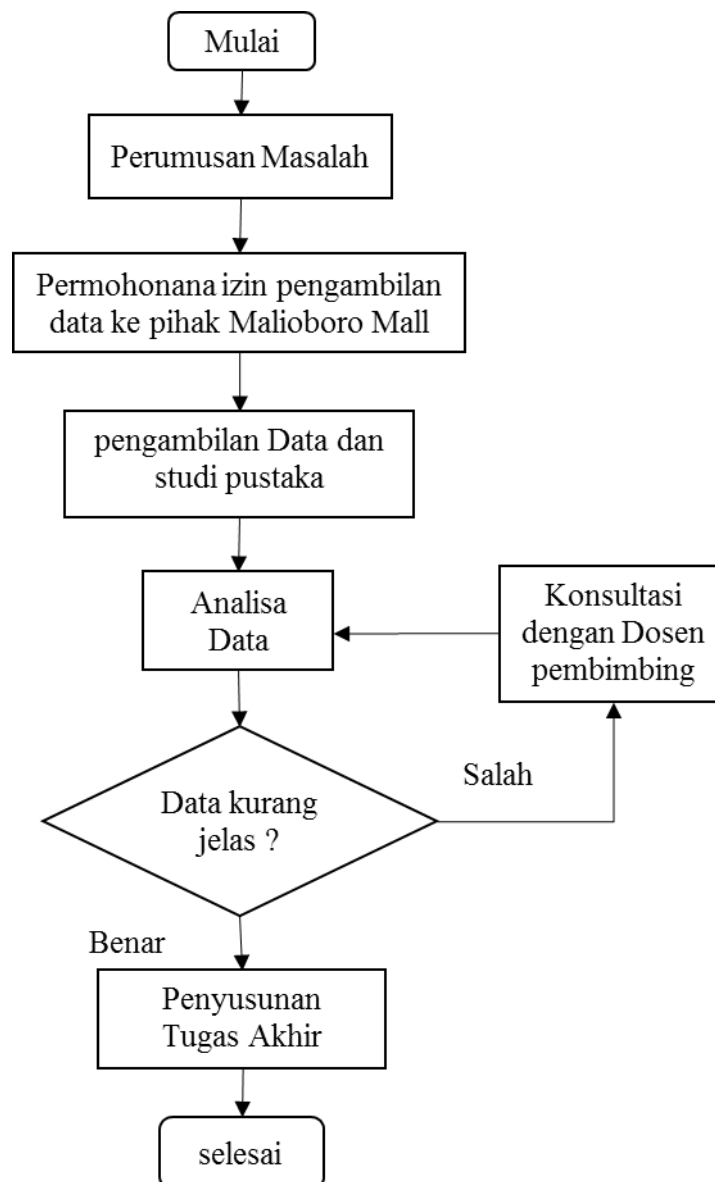 Mulai
Perumusan Masalah
Permohonana izin pengambilan
data ke pihak Malioboro Mall
pengambilan Data dan
studi pustaka
Analisa
Data
Konsultasi
dengan Dosen
pembimbing
Data kurang
jelas ?
Salah
Benar
Penyusunan
Tugas Akhir
selesai